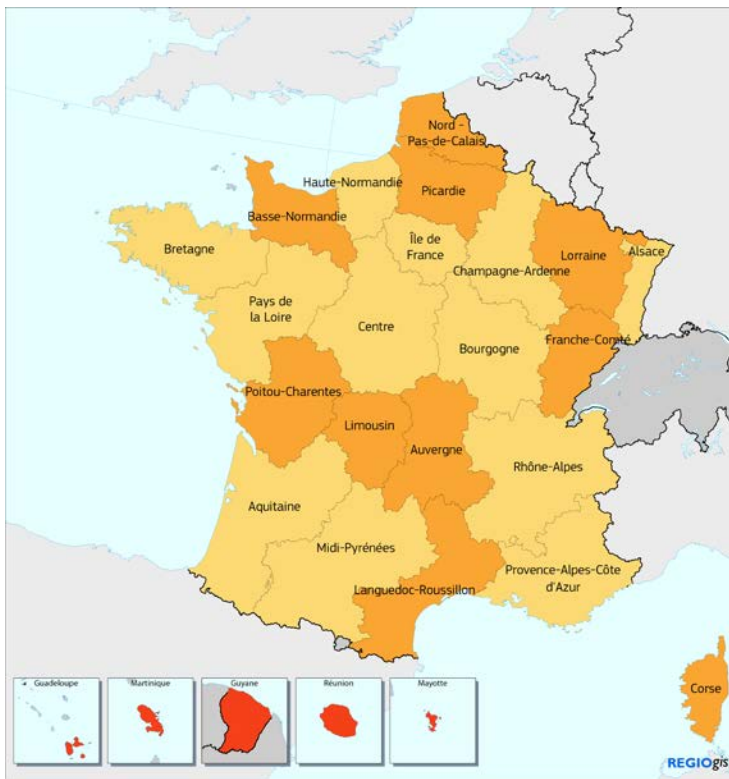 Nord -
Pas-de-Calais
Haute-Normandie
Picardie
Basse-Normandie
Île de
France
Lorraine
Alsace
Bretagne
Champagne-Ardenne
Pays de
la Loire
Centre
Bourgogne
Franche-Comté
Poitou-Charentes
Limousin
Auvergne
Rhône-Alpes
Aquitaine
Midi-Pyrénées
Provence-Alpes-Côte
d'Azur
Languedoc-Roussillon
Guadeloupe
Martinique
Guyane
Réunion
Mayotte
Corse
REGIOgis